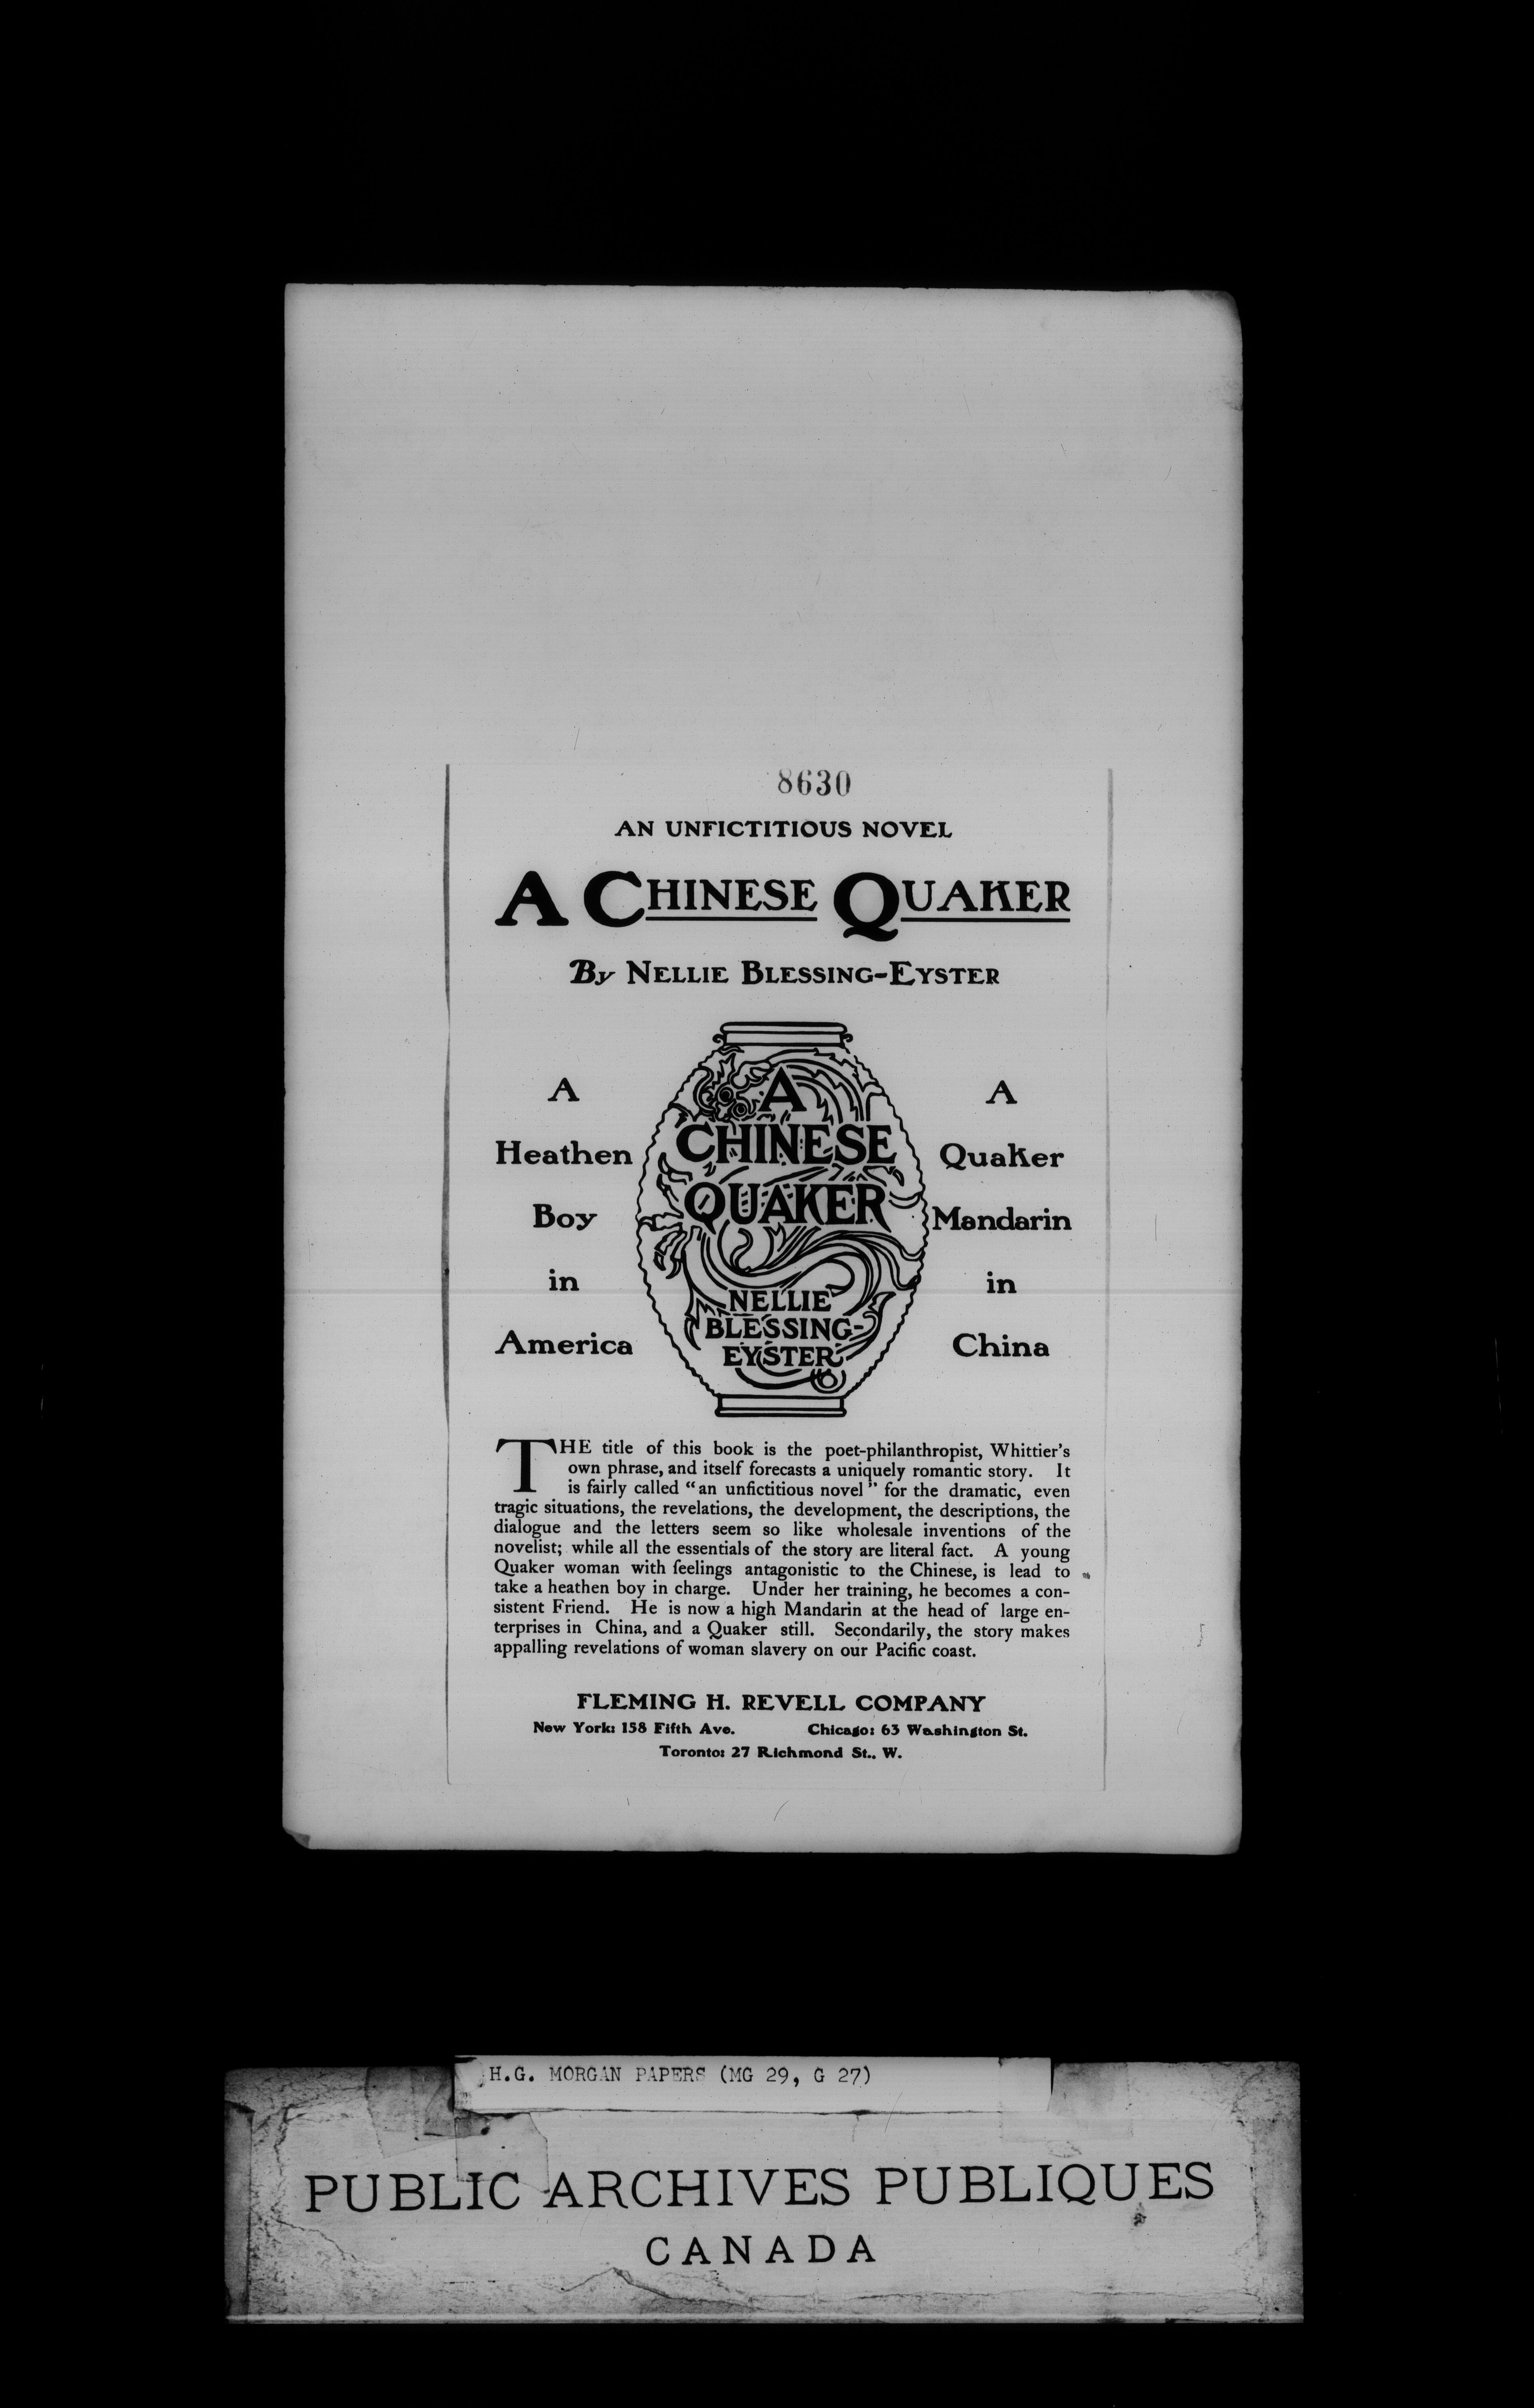 8630
AN UNFICTITIOUS NOVEL
A CHINESE QUAKER
By NELLIE BLESSING-EYSTER
A
Heathen
Boy
in
America
A
CHINESE
QUAKER
NELLIE
BLESSING-
EYSTER
A
Quaker
Mandarin
in
China
THE title of this book is the poet-philanthropist, Whittier's
own phrase, and itself forecasts a uniquely romantic story. It
is fairly called "an unfictitious novel" for the dramatic, even
tragic situations, the revelations, the development, the descriptions, the
dialogue and the letters seem so like wholesale inventions of the
novelist; while all the essentials of the story are literal fact. A young
Quaker woman with feelings antagonistic to the Chinese, is lead to
take a heathen boy in charge. Under her training, he becomes a con-
sistent Friend. He is now a high Mandarin at the head of large en-
terprises in China, and a Quaker still. Secondarily, the story makes
appalling revelations of woman slavery on our Pacific coast.
FLEMING H. REVELL COMPANY
New York: 158 Fifth Ave. Chicago: 63 Washington St.
Toronto: 27 Richmond St., W.
H.G. MORGAN PAPERS (MG 29, G 27)
PUBLIC ARCHIVES PUBLIQUES
CANADA